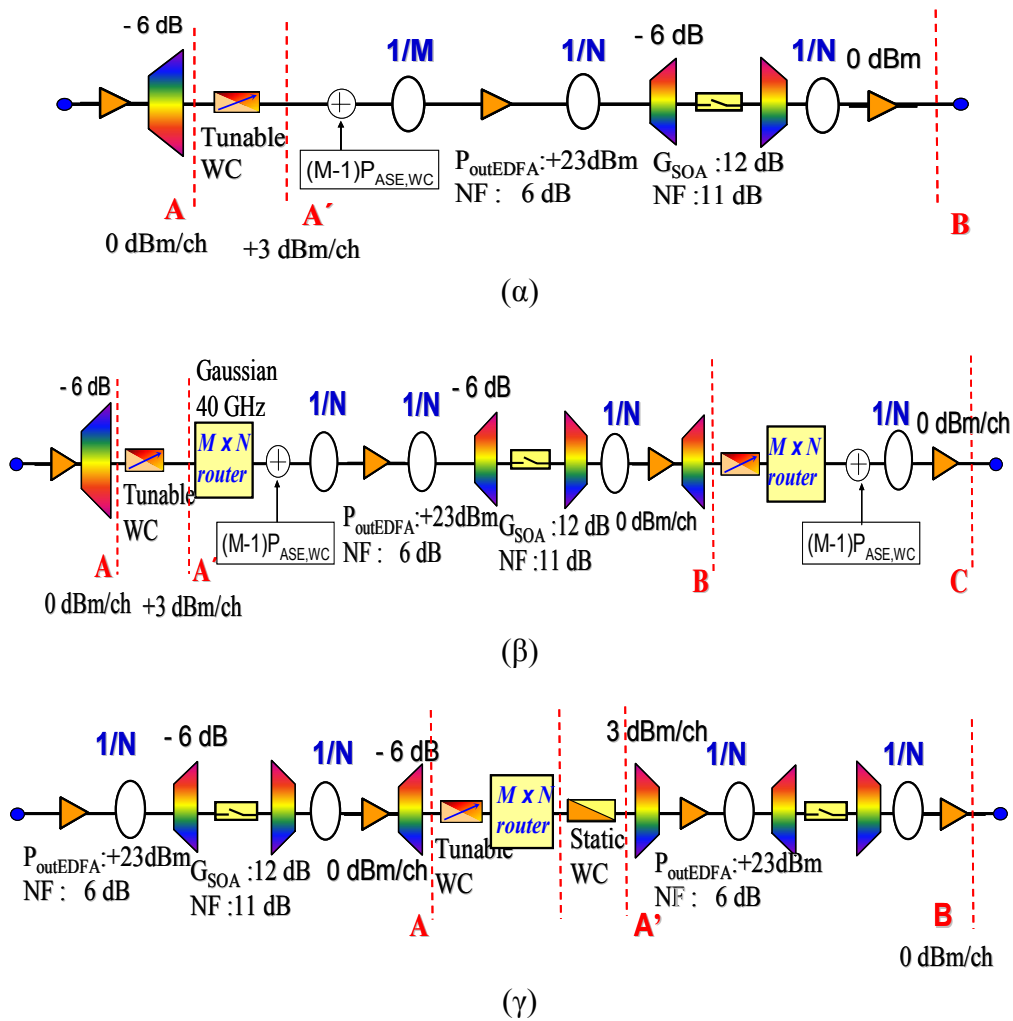 - 6 dB
1/M
1/N
- 6 dB
1/N
0 dBm
Tunable
WC
(M-1)P_ASE,WC
P_outEDFA:+23dBm
NF : 6 dB
G_SOA :12 dB
NF :11 dB
A
A´
B
0 dBm/ch
+3 dBm/ch
(α)
- 6 dB
Gaussian
40 GHz
1/N
1/N
- 6 dB
1/N
1/N
0 dBm/ch
M x N
router
M x N
router
Tunable
WC
(M-1)P_ASE,WC
P_outEDFA:+23dBm
NF : 6 dB
G_SOA :12 dB
NF :11 dB
0 dBm/ch
(M-1)P_ASE,WC
A
A´
B
C
0 dBm/ch
+3 dBm/ch
(β)
1/N
- 6 dB
1/N
- 6 dB
3 dBm/ch
1/N
1/N
M x N
router
P_outEDFA:+23dBm
NF : 6 dB
G_SOA :12 dB
NF :11 dB
0 dBm/ch
Tunable
WC
Static
WC
P_outEDFA:+23dBm
NF : 6 dB
A
A’
B
0 dBm/ch
(γ)